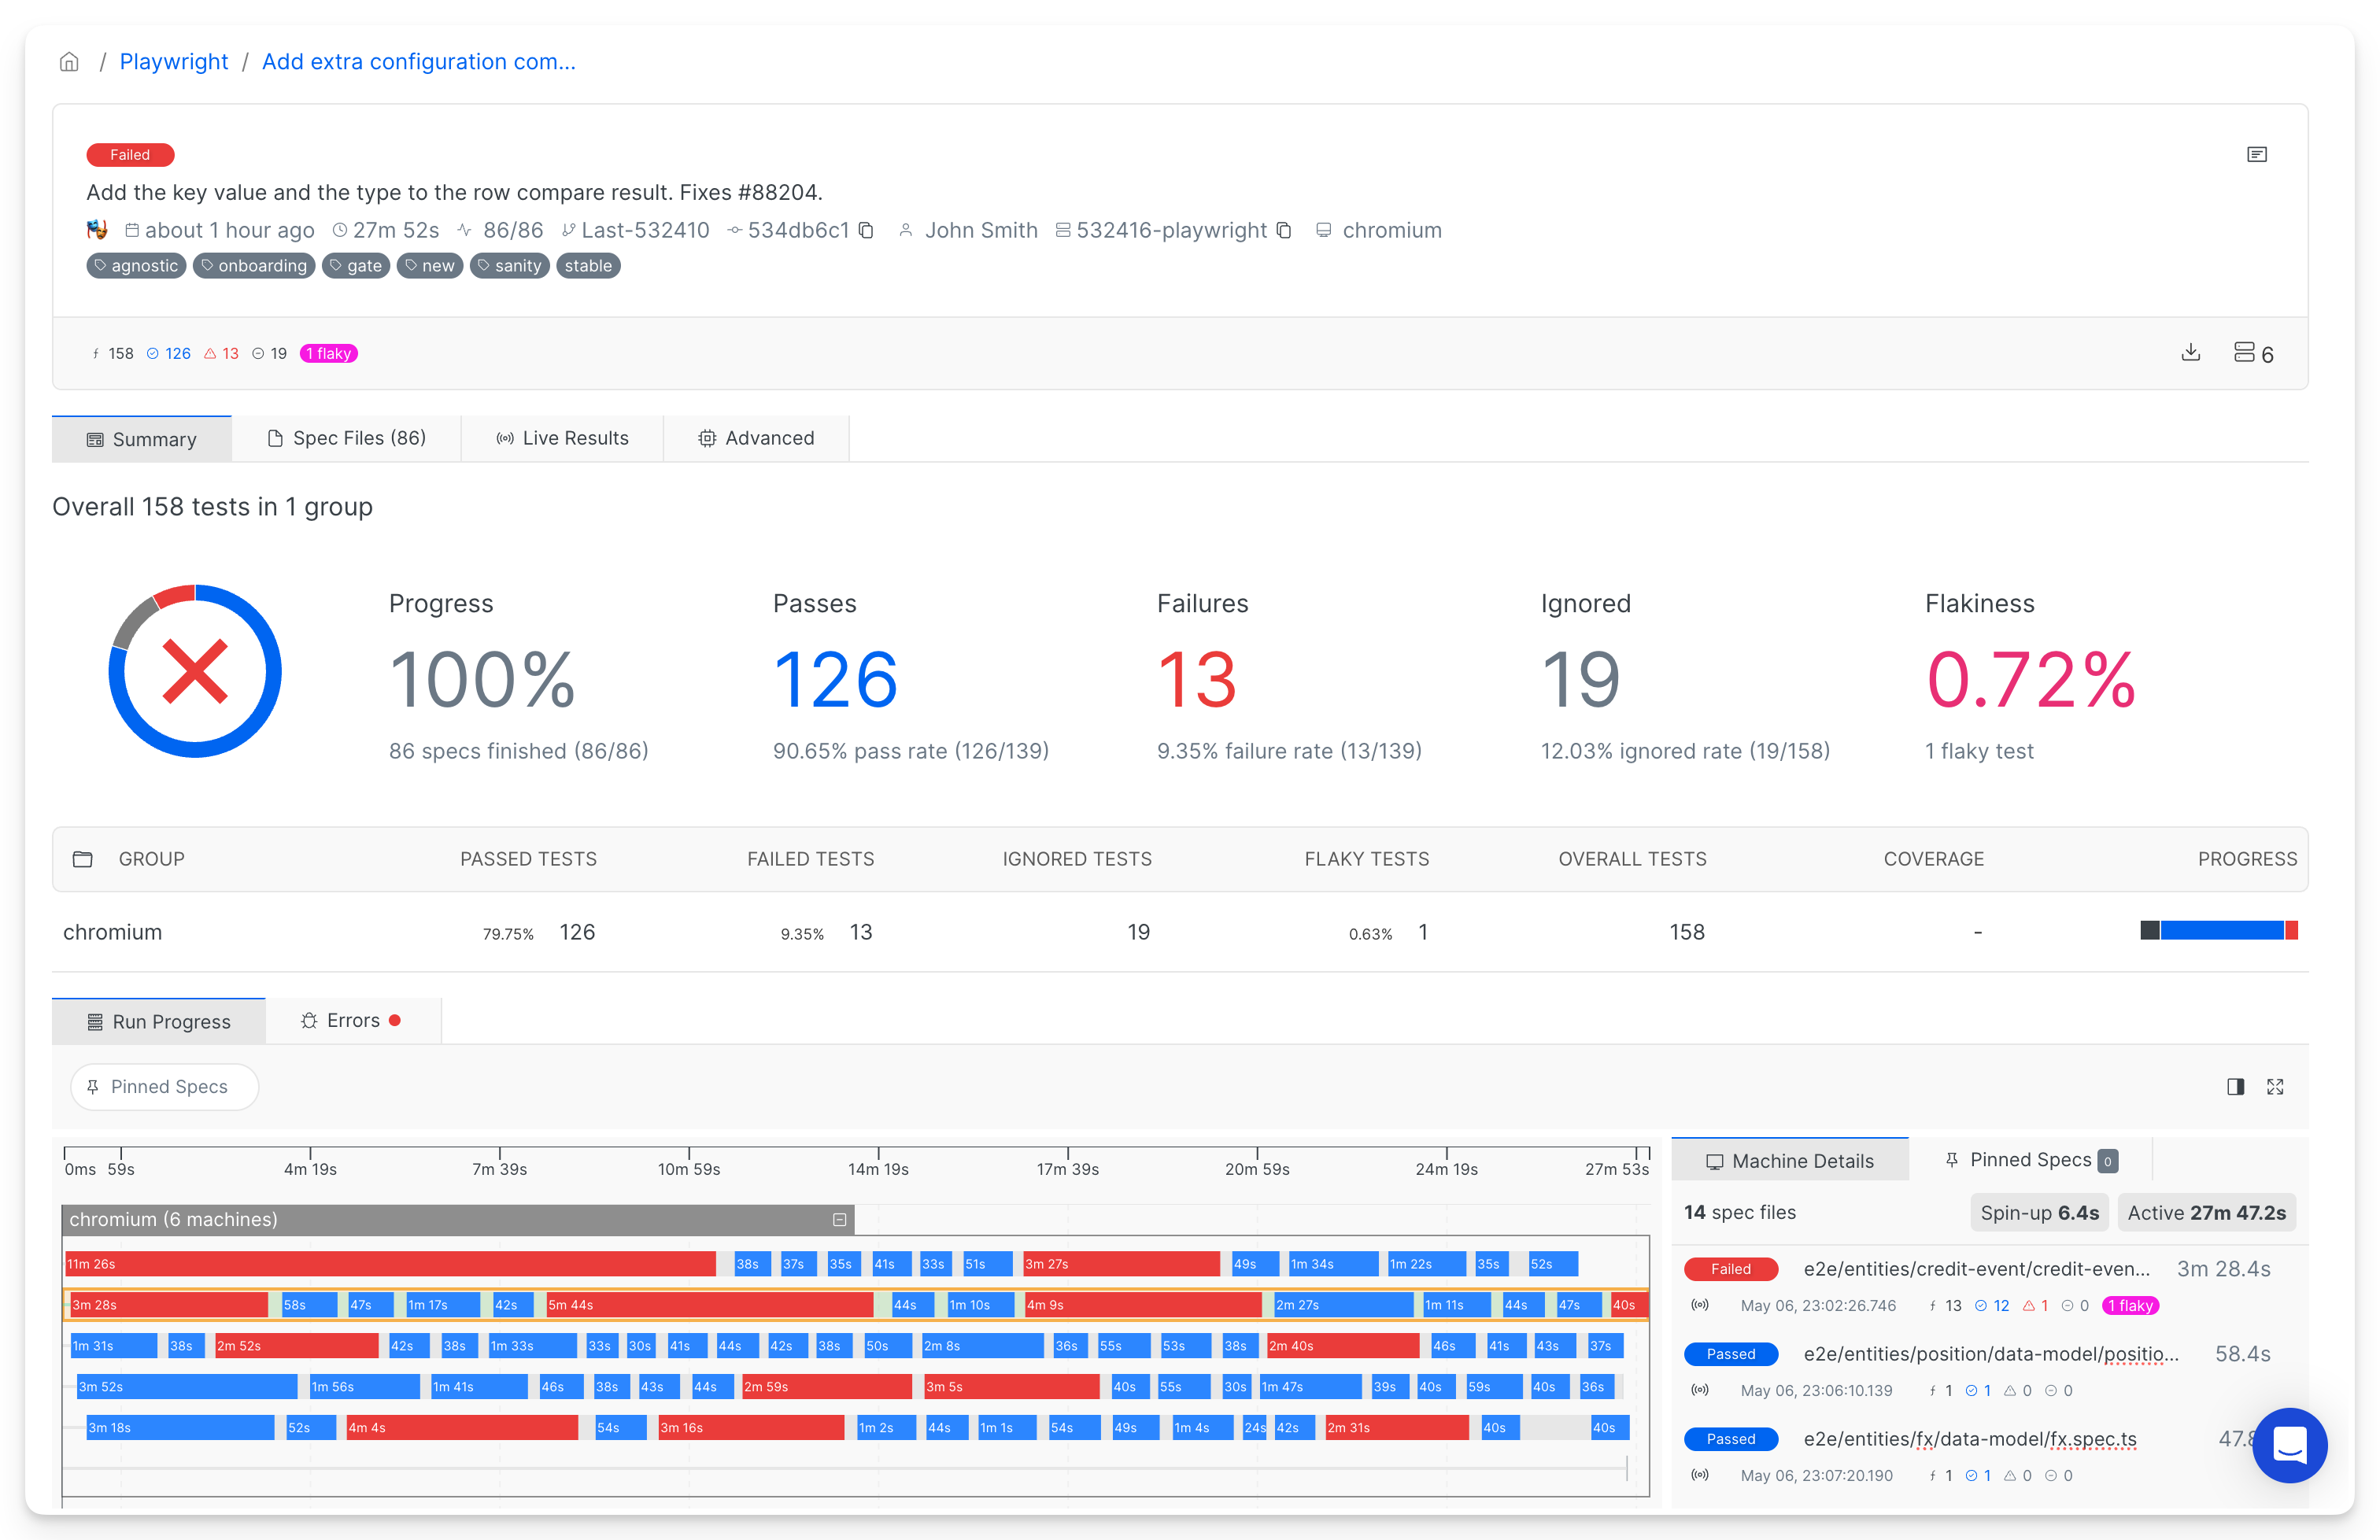 / Playwright / Add extra configuration com...
Failed
Add the key value and the type to the row compare result. Fixes #88204.
about 1 hour ago 27m 52s 86/86 Last-532410 534db6c1 John Smith 532416-playwright chromium
agnostic onboarding gate new sanity stable
158 126 13 19 1 flaky 6
Summary Spec Files (86) Live Results Advanced
Overall 158 tests in 1 group
Progress Passes Failures Ignored Flakiness
100% 126 13 19 0.72%
86 specs finished (86/86) 90.65% pass rate (126/139) 9.35% failure rate (13/139) 12.03% ignored rate (19/158) 1 flaky test
GROUP PASSED TESTS FAILED TESTS IGNORED TESTS FLAKY TESTS OVERALL TESTS COVERAGE PROGRESS
chromium 79.75% 126 9.35% 13 19 0.63% 1 158 -
Run Progress Errors
Pinned Specs
0ms 59s 4m 19s 7m 39s 10m 59s 14m 19s 17m 39s 20m 59s 24m 19s 27m 53s
chromium (6 machines)
11m 26s 38s 37s 35s 41s 33s 51s 3m 27s 49s 1m 34s 1m 22s 35s 52s
3m 28s 58s 47s 1m 17s 42s 5m 44s 44s 1m 10s 4m 9s 2m 27s 1m 11s 44s 47s 40s
1m 31s 38s 2m 52s 42s 38s 1m 33s 33s 30s 41s 44s 42s 38s 50s 2m 8s 36s 55s 53s 38s 2m 40s 46s 41s 43s 37s
3m 52s 1m 56s 1m 41s 46s 38s 43s 44s 2m 59s 3m 5s 40s 55s 30s 1m 47s 39s 40s 59s 40s 36s
3m 18s 52s 4m 4s 54s 3m 16s 1m 2s 44s 1m 1s 54s 49s 1m 4s 24s 42s 2m 31s 40s 40s
Machine Details Pinned Specs 0
14 spec files Spin-up 6.4s Active 27m 47.2s
Failed e2e/entities/credit-event/credit-even... 3m 28.4s
May 06, 23:02:26.746 13 12 1 0 1 flaky
Passed e2e/entities/position/data-model/positio... 58.4s
May 06, 23:06:10.139 1 1 0 0
Passed e2e/entities/fx/data-model/fx.spec.ts 47.8
May 06, 23:07:20.190 1 1 0 0